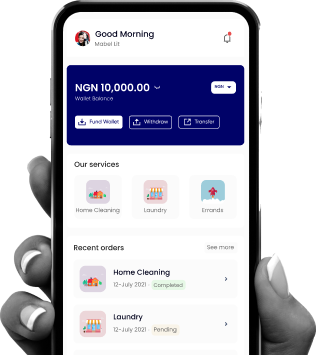 Good Morning
Mabel Lit
NGN 10,000.00
NGN
Wallet Balance
Fund Wallet
Withdraw
Transfer
Our services
Home Cleaning
Laundry
Errands
Recent orders
See more
Home Cleaning
12-July 2021 · Completed
Laundry
12-July 2021 · Pending